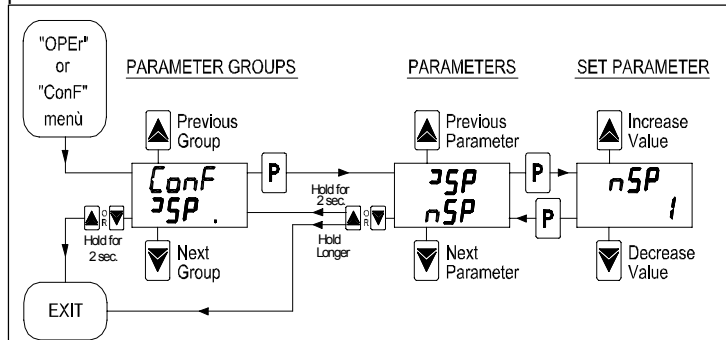 "OPEr"
or
"ConF"
menù
PARAMETER GROUPS
PARAMETERS
SET PARAMETER
Previous
Group
Previous
Parameter
Increase
Value
ConF
ᴝSP .
P
Hold for
2 sec.
OR
Hold
Longer
ᴝSP
nSP
P
P
nSP
1
OR
Hold for
2 sec.
Next
Group
Next
Parameter
Decrease
Value
EXIT